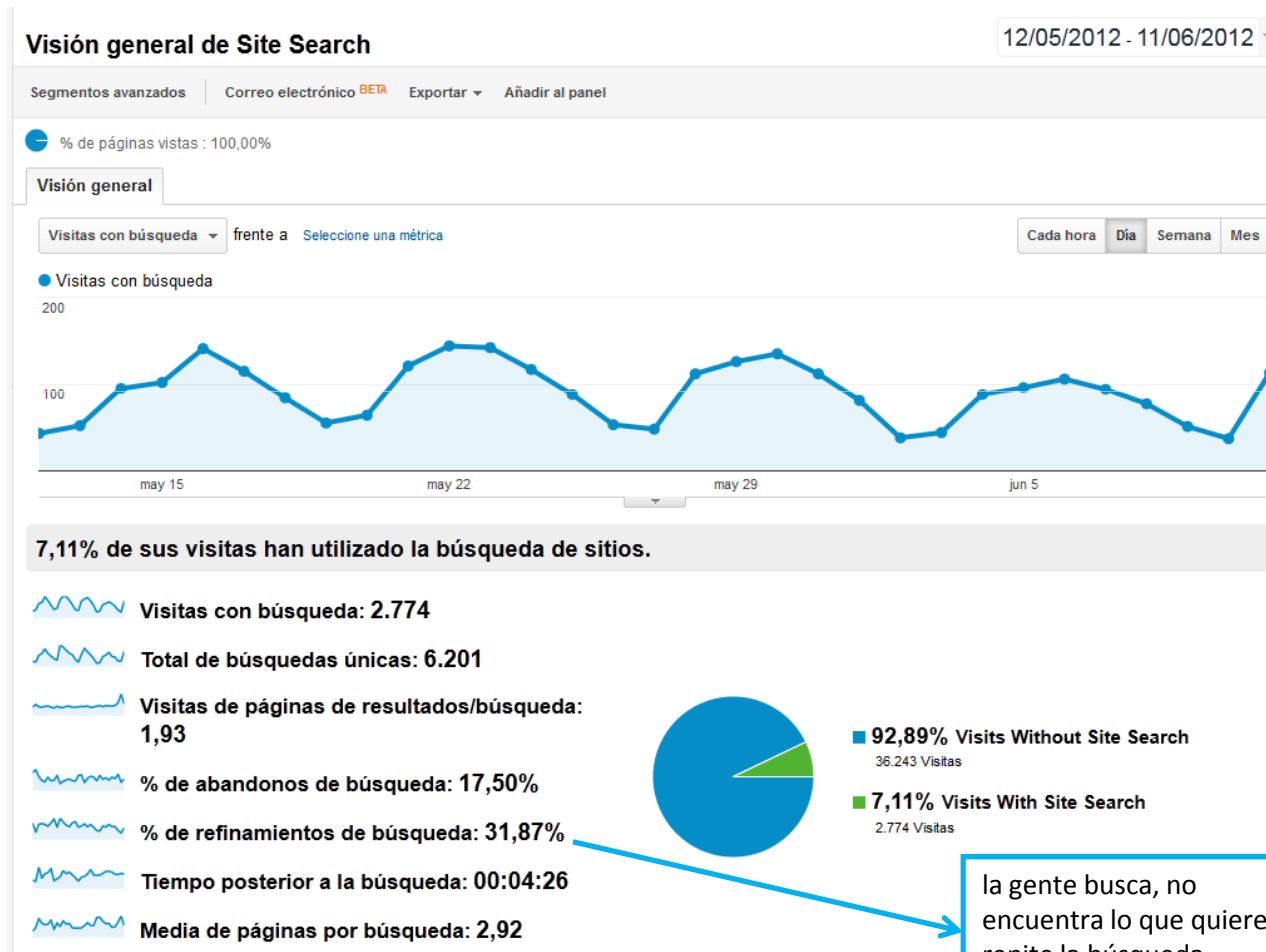 Visión general de Site Search
12/05/2012 - 11/06/2012
Segmentos avanzados
Correo electrónico BETA
Exportar
Añadir al panel
% de páginas vistas : 100,00%
Visión general
Visitas con búsqueda
frente a
Seleccione una métrica
Cada hora
Día
Semana
Mes
Visitas con búsqueda
200
100
may 15
may 22
may 29
jun 5
7,11% de sus visitas han utilizado la búsqueda de sitios.
Visitas con búsqueda: 2.774
Total de búsquedas únicas: 6.201
Visitas de páginas de resultados/búsqueda:
1,93
% de abandonos de búsqueda: 17,50%
% de refinamientos de búsqueda: 31,87%
Tiempo posterior a la búsqueda: 00:04:26
Media de páginas por búsqueda: 2,92
92,89% Visits Without Site Search
36.243 Visitas
7,11% Visits With Site Search
2.774 Visitas
la gente busca, no
encuentra lo que quiere
repite la búsqueda